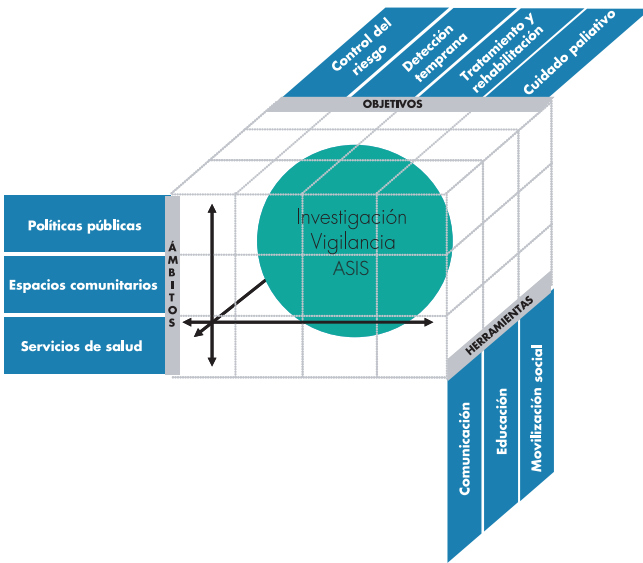 Control del
riesgo
Detección
temprana
Tratamiento y
rehabilitación
Cuidado paliativo
OBJETIVOS
Políticas públicas
Espacios comunitarios
Servicios de salud
ÁMBITOS
Investigación
Vigilancia
ASIS
HERRAMIENTAS
Comunicación
Educación
Movilización social